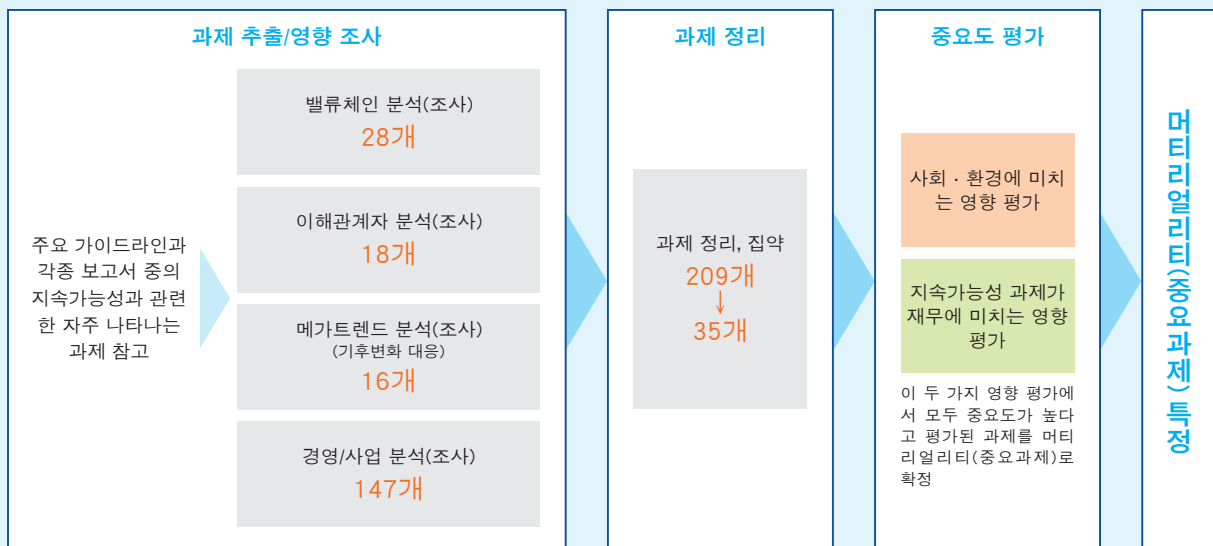 과제 추출/영향 조사
주요 가이드라인과
각종 보고서 중의
지속가능성과 관련
한 자주 나타나는
과제 참고
밸류체인 분석(조사)
28개
이해관계자 분석(조사)
18개
메가트렌드 분석(조사)
(기후변화 대응)
16개
경영/사업 분석(조사)
147개
과제 정리
과제 정리, 집약
209개
↓
35개
중요도 평가
사회 · 환경에 미치
는 영향 평가
지속가능성 과제가
재무에 미치는 영향
평가
이 두 가지 영향 평가에
서 모두 중요도가 높다
고 평가된 과제를 머티
리얼리티(중요과제)로
확정
머티리얼리티(중요과제) 특정